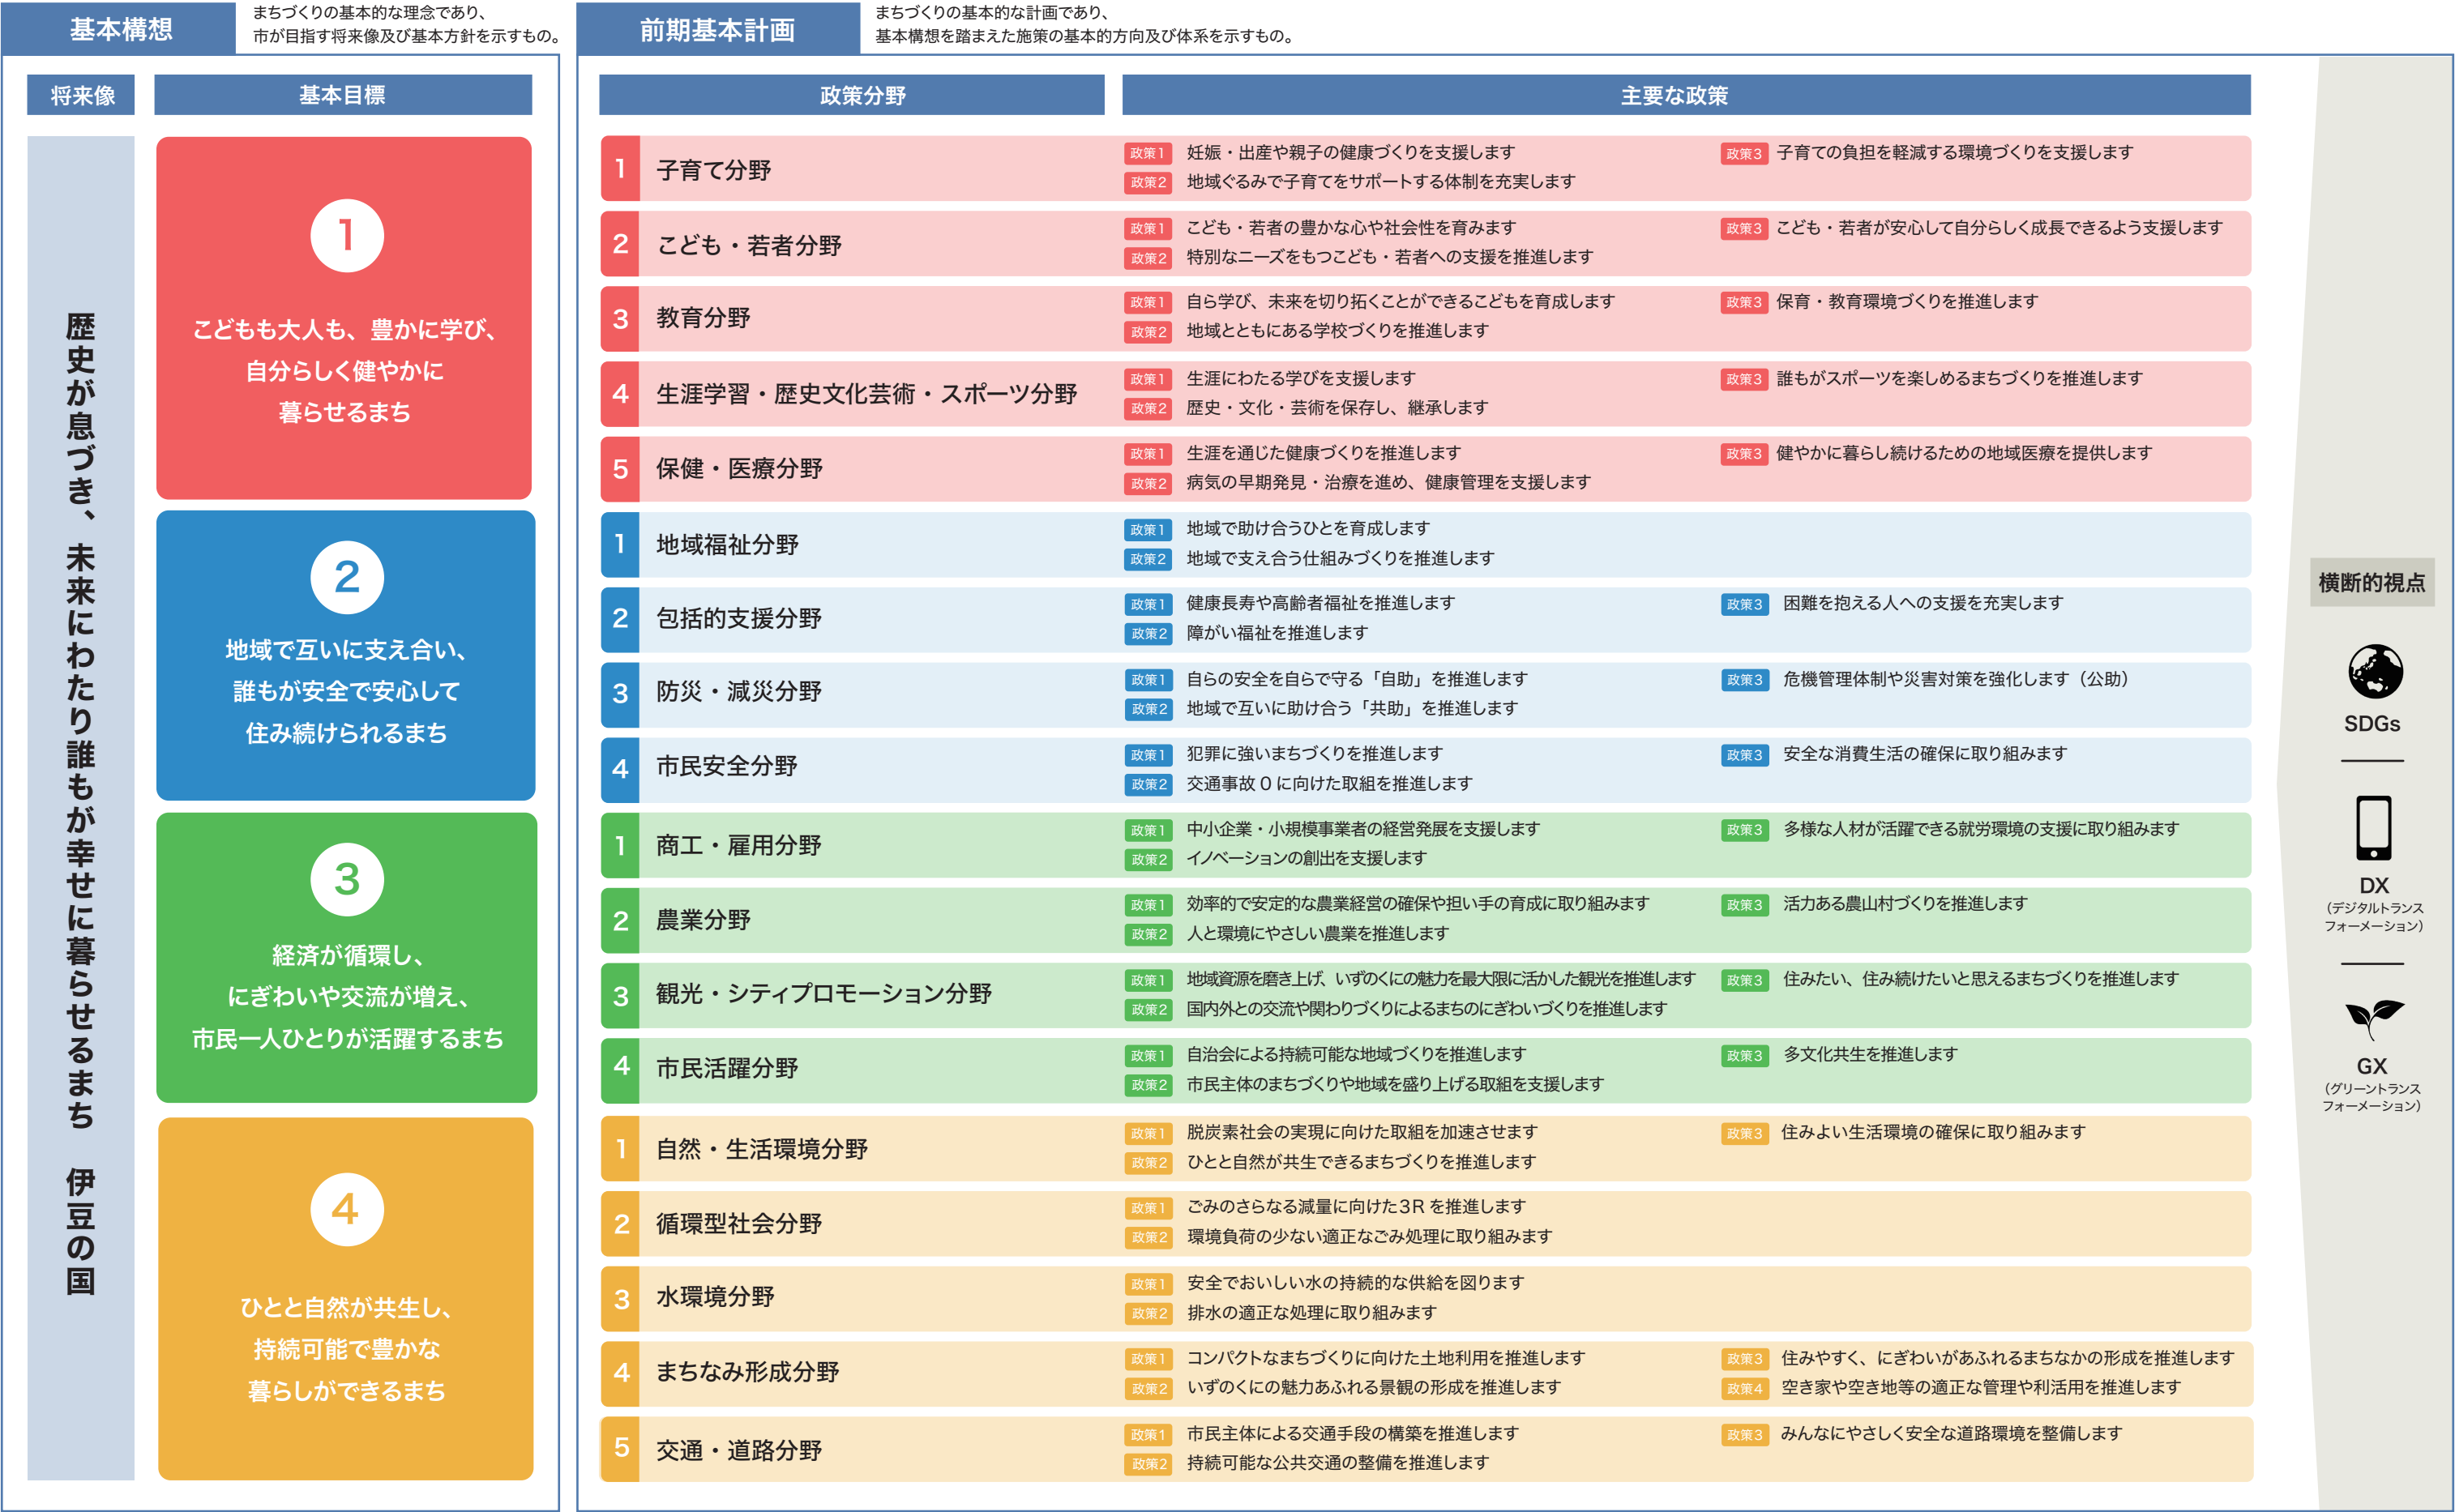 基本構想
まちづくりの基本的な理念であり、
市が目指す将来像及び基本方針を示すもの。
将来像
基本目標
歴史が息づき、未来にわたり誰もが幸せに暮らせるまち　伊豆の国
1
こどもも大人も、豊かに学び、
自分らしく健やかに
暮らせるまち
2
地域で互いに支え合い、
誰もが安全で安心して
住み続けられるまち
3
経済が循環し、
にぎわいや交流が増え、
市民一人ひとりが活躍するまち
4
ひとと自然が共生し、
持続可能で豊かな
暮らしができるまち
前期基本計画
まちづくりの基本的な計画であり、
基本構想を踏まえた施策の基本的方向及び体系を示すもの。
政策分野
主要な政策
1 子育て分野
政策1 妊娠・出産や親子の健康づくりを支援します
政策2 地域ぐるみで子育てをサポートする体制を充実します
政策3 子育ての負担を軽減する環境づくりを支援します
2 こども・若者分野
政策1 こども・若者の豊かな心や社会性を育みます
政策2 特別なニーズをもつこども・若者への支援を推進します
政策3 こども・若者が安心して自分らしく成長できるよう支援します
3 教育分野
政策1 自ら学び、未来を切り拓くことができるこどもを育成します
政策2 地域とともにある学校づくりを推進します
政策3 保育・教育環境づくりを推進します
4 生涯学習・歴史文化芸術・スポーツ分野
政策1 生涯にわたる学びを支援します
政策2 歴史・文化・芸術を保存し、継承します
政策3 誰もがスポーツを楽しめるまちづくりを推進します
5 保健・医療分野
政策1 生涯を通じた健康づくりを推進します
政策2 病気の早期発見・治療を進め、健康管理を支援します
政策3 健やかに暮らし続けるための地域医療を提供します
1 地域福祉分野
政策1 地域で助け合うひとを育成します
政策2 地域で支え合う仕組みづくりを推進します
2 包括的支援分野
政策1 健康長寿や高齢者福祉を推進します
政策2 障がい福祉を推進します
政策3 困難を抱える人への支援を充実します
3 防災・減災分野
政策1 自らの安全を自らで守る「自助」を推進します
政策2 地域で互いに助け合う「共助」を推進します
政策3 危機管理体制や災害対策を強化します（公助）
4 市民安全分野
政策1 犯罪に強いまちづくりを推進します
政策2 交通事故０に向けた取組を推進します
政策3 安全な消費生活の確保に取り組みます
1 商工・雇用分野
政策1 中小企業・小規模事業者の経営発展を支援します
政策2 イノベーションの創出を支援します
政策3 多様な人材が活躍できる就労環境の支援に取り組みます
2 農業分野
政策1 効率的で安定的な農業経営の確保や担い手の育成に取り組みます
政策2 人と環境にやさしい農業を推進します
政策3 活力ある農山村づくりを推進します
3 観光・シティプロモーション分野
政策1 地域資源を磨き上げ、いずのくにの魅力を最大限に活かした観光を推進します
政策2 国内外との交流や関わりづくりによるまちのにぎわいづくりを推進します
政策3 住みたい、住み続けたいと思えるまちづくりを推進します
4 市民活躍分野
政策1 自治会による持続可能な地域づくりを推進します
政策2 市民主体のまちづくりや地域を盛り上げる取組を支援します
政策3 多文化共生を推進します
1 自然・生活環境分野
政策1 脱炭素社会の実現に向けた取組を加速させます
政策2 ひとと自然が共生できるまちづくりを推進します
政策3 住みよい生活環境の確保に取り組みます
2 循環型社会分野
政策1 ごみのさらなる減量に向けた３Ｒを推進します
政策2 環境負荷の少ない適正なごみ処理に取り組みます
3 水環境分野
政策1 安全でおいしい水の持続的な供給を図ります
政策2 排水の適正な処理に取り組みます
4 まちなみ形成分野
政策1 コンパクトなまちづくりに向けた土地利用を推進します
政策2 いずのくにの魅力あふれる景観の形成を推進します
政策3 住みやすく、にぎわいがあふれるまちなかの形成を推進します
政策4 空き家や空き地等の適正な管理や利活用を推進します
5 交通・道路分野
政策1 市民主体による交通手段の構築を推進します
政策2 持続可能な公共交通の整備を推進します
政策3 みんなにやさしく安全な道路環境を整備します
横断的視点
SDGs
DX
（デジタルトランス
フォーメーション）
GX
（グリーントランス
フォーメーション）